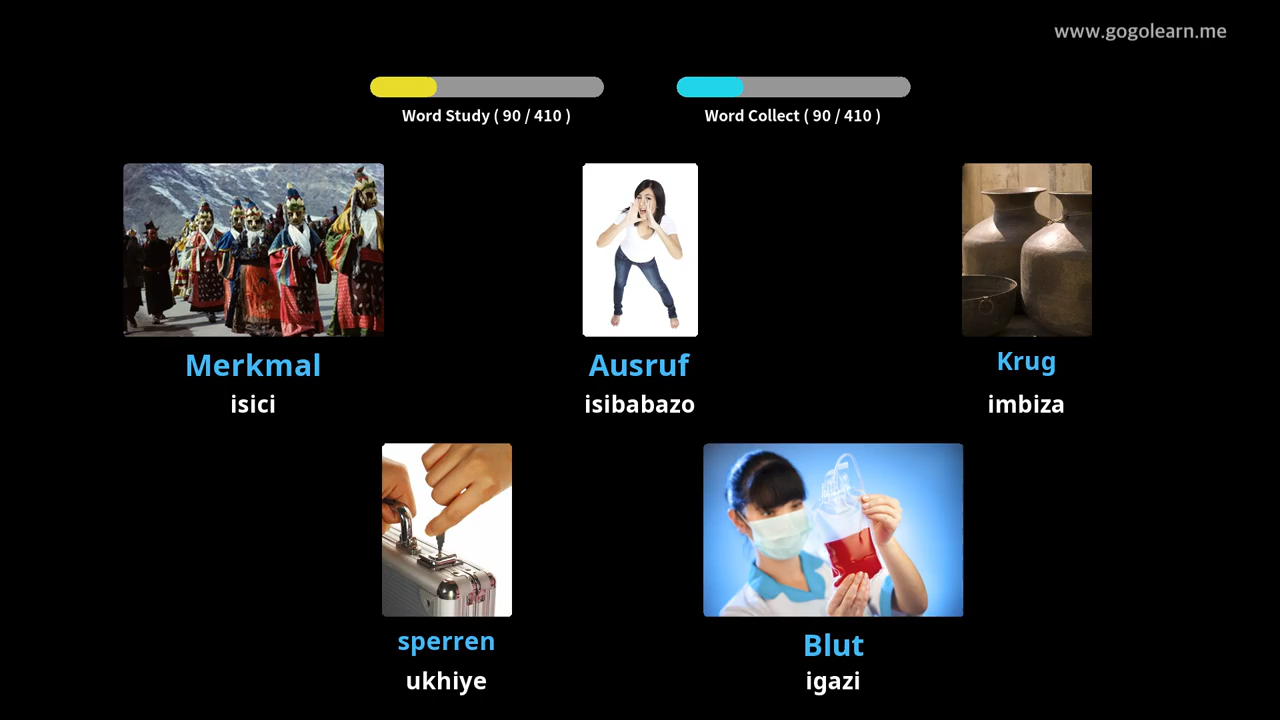 www.gogolearn.me
Word Study ( 90 / 410 )
Word Collect ( 90 / 410 )
Merkmal
isici
Ausruf
isibabazo
Krug
imbiza
sperren
ukhiye
Blut
igazi